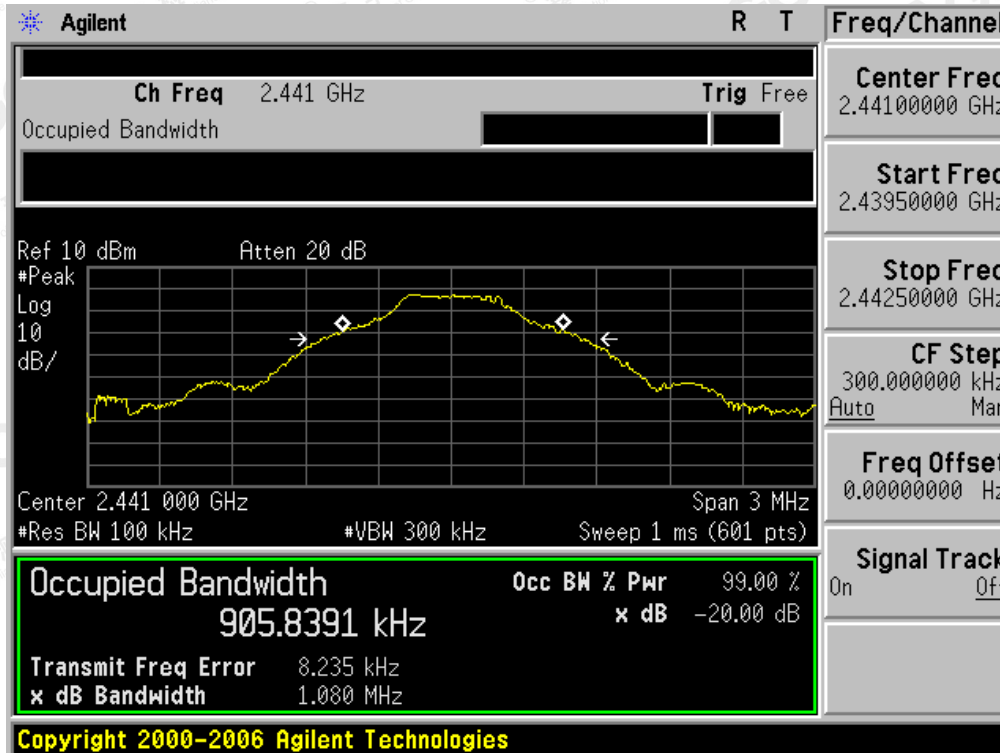 Agilent R T Freq/Channel
Ch Freq 2.441 GHz Trig Free
Occupied Bandwidth
Center Freq
2.44100000 GHz
Start Freq
2.43950000 GHz
Stop Freq
2.44250000 GHz
CF Step
300.000000 kHz
Auto Man
Freq Offset
0.00000000 Hz
Signal Track
On Off
Ref 10 dBm Atten 20 dB
#Peak
Log
10
dB/
Center 2.441 000 GHz Span 3 MHz
#Res BW 100 kHz #VBW 300 kHz Sweep 1 ms (601 pts)
Occupied Bandwidth Occ BW % Pwr 99.00 %
905.8391 kHz x dB -20.00 dB
Transmit Freq Error 8.235 kHz
x dB Bandwidth 1.080 MHz
Copyright 2000-2006 Agilent Technologies